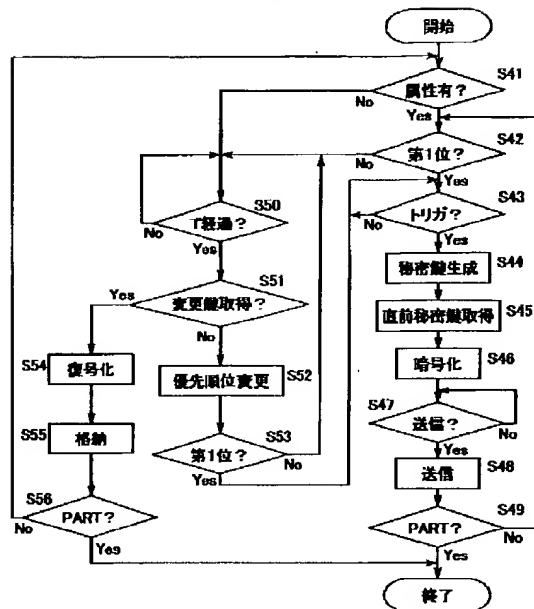 開始
S41
属性有?
No
Yes
S42
第1位?
No
Yes
S43
トリガ?
No
Yes
S44
秘密鍵生成
S45
直前秘密鍵取得
S46
暗号化
S47
送信?
No
Yes
S48
送信
S49
PART?
No
Yes
終了
S50
T経過?
No
Yes
S51
変更鍵取得?
Yes
No
S52
優先順位変更
S53
第1位?
No
Yes
S54
復号化
S55
格納
S56
PART?
No
Yes